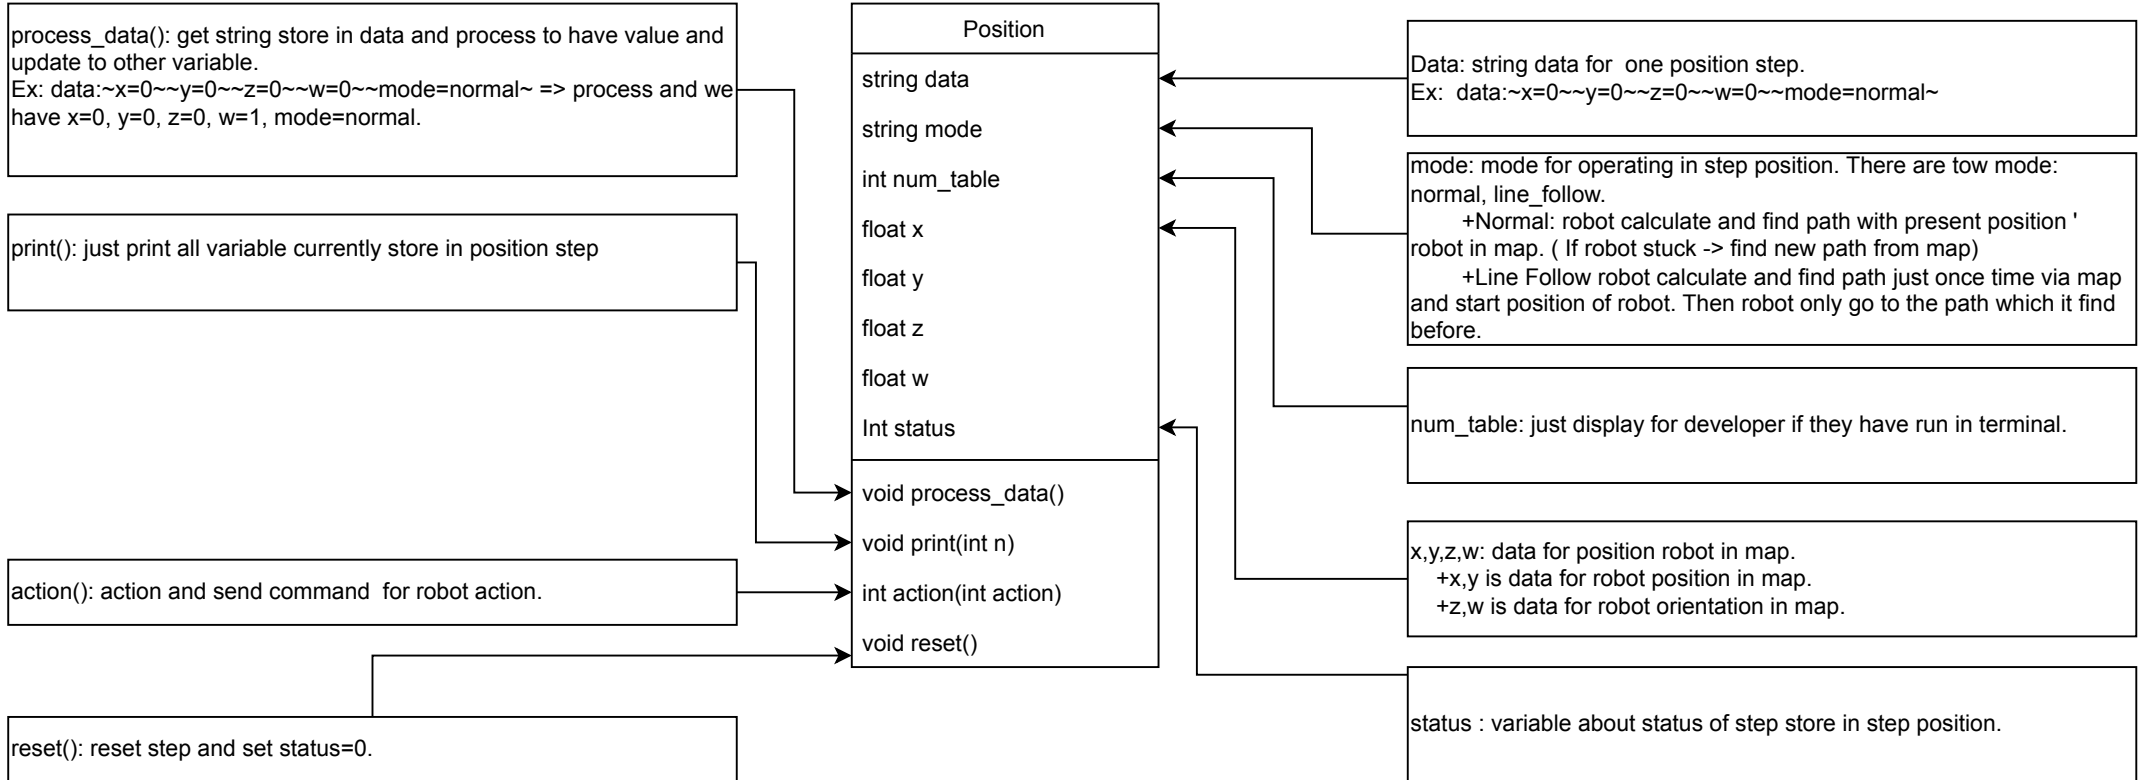 process_data(): get string store in data and process to have value and
update to other variable.
Ex: data:~x=0~~y=0~~z=0~~w=0~~mode=normal~ => process and we
have x=0, y=0, z=0, w=1, mode=normal.
print(): just print all variable currently store in position step
action(): action and send command  for robot action.
reset(): reset step and set status=0.
Position
string data
string mode
int num_table
float x
float y
float z
float w
Int status
void process_data()
void print(int n)
int action(int action)
void reset()
Data: string data for  one position step.
Ex:  data:~x=0~~y=0~~z=0~~w=0~~mode=normal~
mode: mode for operating in step position. There are tow mode:
normal, line_follow.
+Normal: robot calculate and find path with present position '
robot in map. ( If robot stuck -> find new path from map)
+Line Follow robot calculate and find path just once time via map
and start position of robot. Then robot only go to the path which it find
before.
num_table: just display for developer if they have run in terminal.
x,y,z,w: data for position robot in map.
+x,y is data for robot position in map.
+z,w is data for robot orientation in map.
status : variable about status of step store in step position.